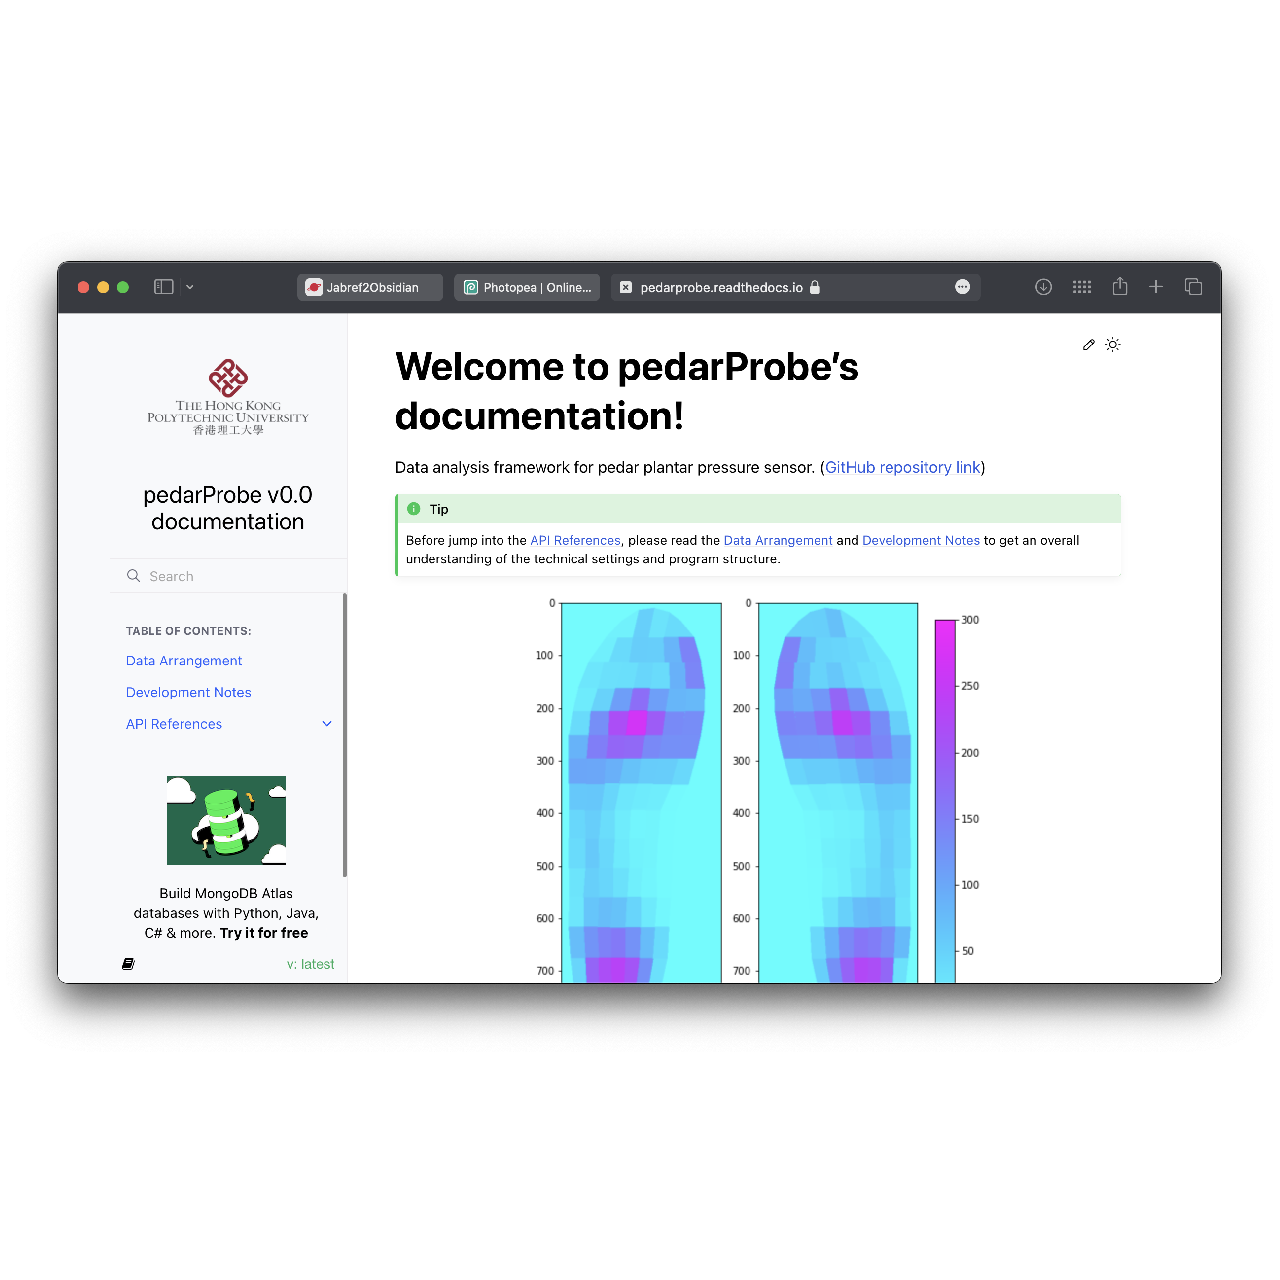 Jabref2Obsidian
Photopea | Online...
pedarprobe.readthedocs.io
THE HONG KONG
POLYTECHNIC UNIVERSITY
香港理工大學
pedarProbe v0.0
documentation
Search
TABLE OF CONTENTS:
Data Arrangement
Development Notes
API References
Build MongoDB Atlas
databases with Python, Java,
C# & more. Try it for free
v: latest
Welcome to pedarProbe's
documentation!
Data analysis framework for pedar plantar pressure sensor. (GitHub repository link)
Tip
Before jump into the API References, please read the Data Arrangement and Development Notes to get an overall
understanding of the technical settings and program structure.
0
100
200
300
400
500
600
700
0
100
200
300
400
500
600
700
300
250
200
150
100
50